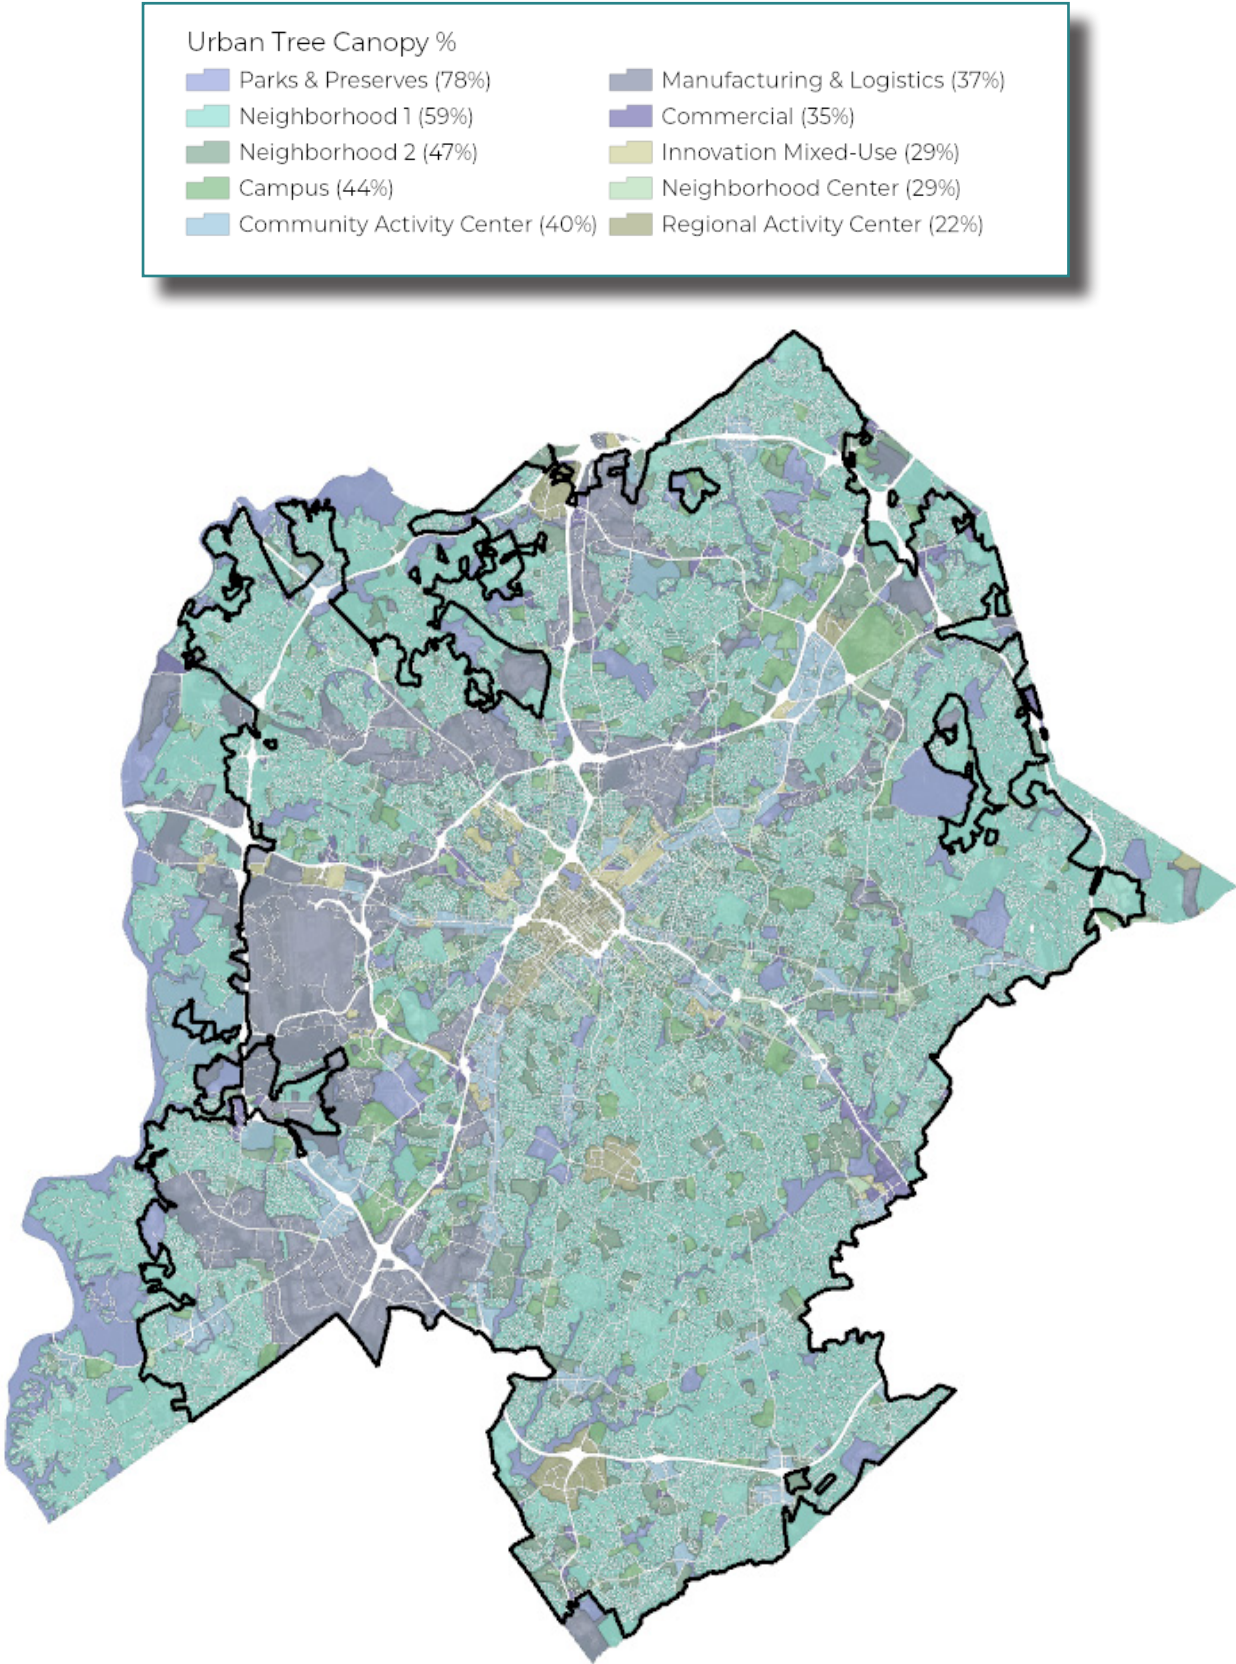 Urban Tree Canopy %
Parks & Preserves (78%)
Neighborhood 1 (59%)
Neighborhood 2 (47%)
Campus (44%)
Community Activity Center (40%)
Manufacturing & Logistics (37%)
Commercial (35%)
Innovation Mixed-Use (29%)
Neighborhood Center (29%)
Regional Activity Center (22%)